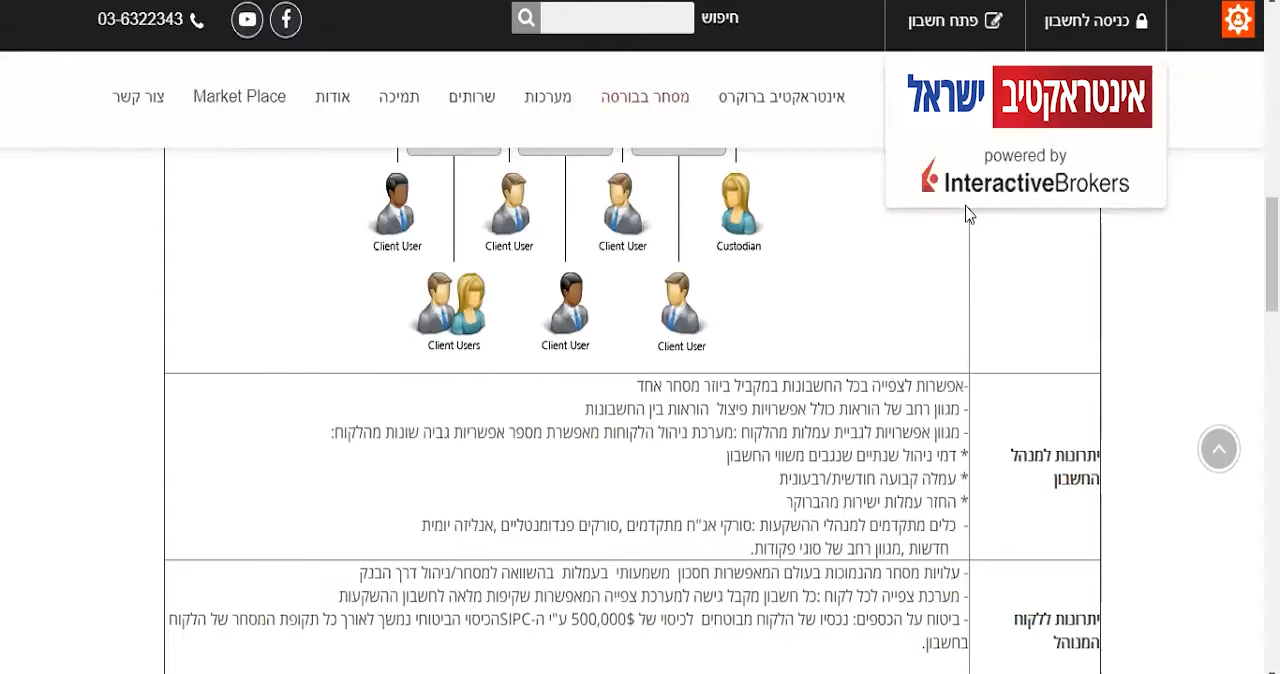 כניסה לחשבון
פתח חשבון
חיפוש
03-6322343
אינטראקטיב ישראל
powered by
InteractiveBrokers
אינטראקטיב ברוקרס
מסחר בבורסה
מערכות
שרותים
תמיכה
אודות
Market Place
צור קשר
Client User
Client User
Client User
Custodian
Client Users
Client User
Client User
יתרונות למנהל
החשבון
-אפשרות לצפייה בכל החשבונות במקביל ביוזר מסחר אחד
- מגוון רחב של הוראות כולל אפשרויות פיצול הוראות בין החשבונות
- מגוון אפשרויות לגביית עמלות מהלקוח :מערכת ניהול הלקוחות מאפשרת מספר אפשריות גביה שונות מהלקוח:
* דמי ניהול שנתיים שנגבים משווי החשבון
* עמלה קבועה חודשית/רבעונית
* החזר עמלות ישירות מהברוקר
- כלים מתקדמים למנהלי ההשקעות :סורקי אג"ח מתקדמים ,סורקים פנדומנטליים ,אנליזה יומית
חדשות ,מגוון רחב של סוגי פקודות.
יתרונות ללקוח
המנוהל
- עלויות מסחר מהנמוכות בעולם המאפשרות חסכון משמעותי בעמלות בהשוואה למסחר/ניהול דרך הבנק
- מערכת צפייה לכל לקוח :כל חשבון מקבל גישה למערכת צפייה המאפשרות שקיפות מלאה לחשבון ההשקעות
- ביטוח על הכספים: נכסיו של הלקוח מבוטחים לכיסוי של 500,000$ ע"י ה-SIPCהכיסוי הביטוחי נמשך לאורך כל תקופת המסחר של הלקוח
בחשבון.